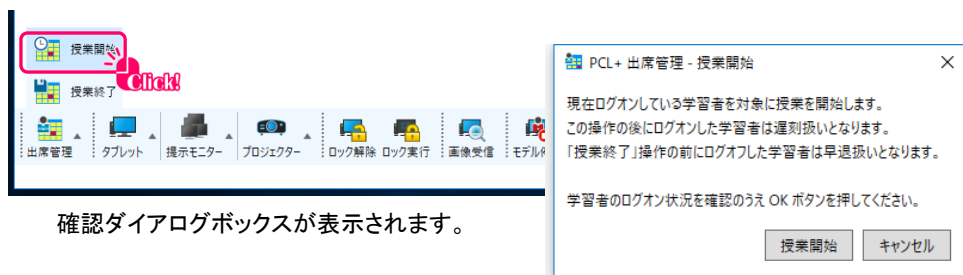 授業開始
Click!
授業終了
出席管理
タブレット
提示モニター
プロジェクター
ロック解除
ロック実行
画像受信
確認ダイアログボックスが表示されます。
PCL+ 出席管理 - 授業開始
現在ログオンしている学習者を対象に授業を開始します。
この操作の後にログオンした学習者は遅刻扱いとなります。
「授業終了」操作の前にログオフした学習者は早退扱いとなります。
学習者のログオン状況を確認のうえ OK ボタンを押してください。
授業開始
キャンセル